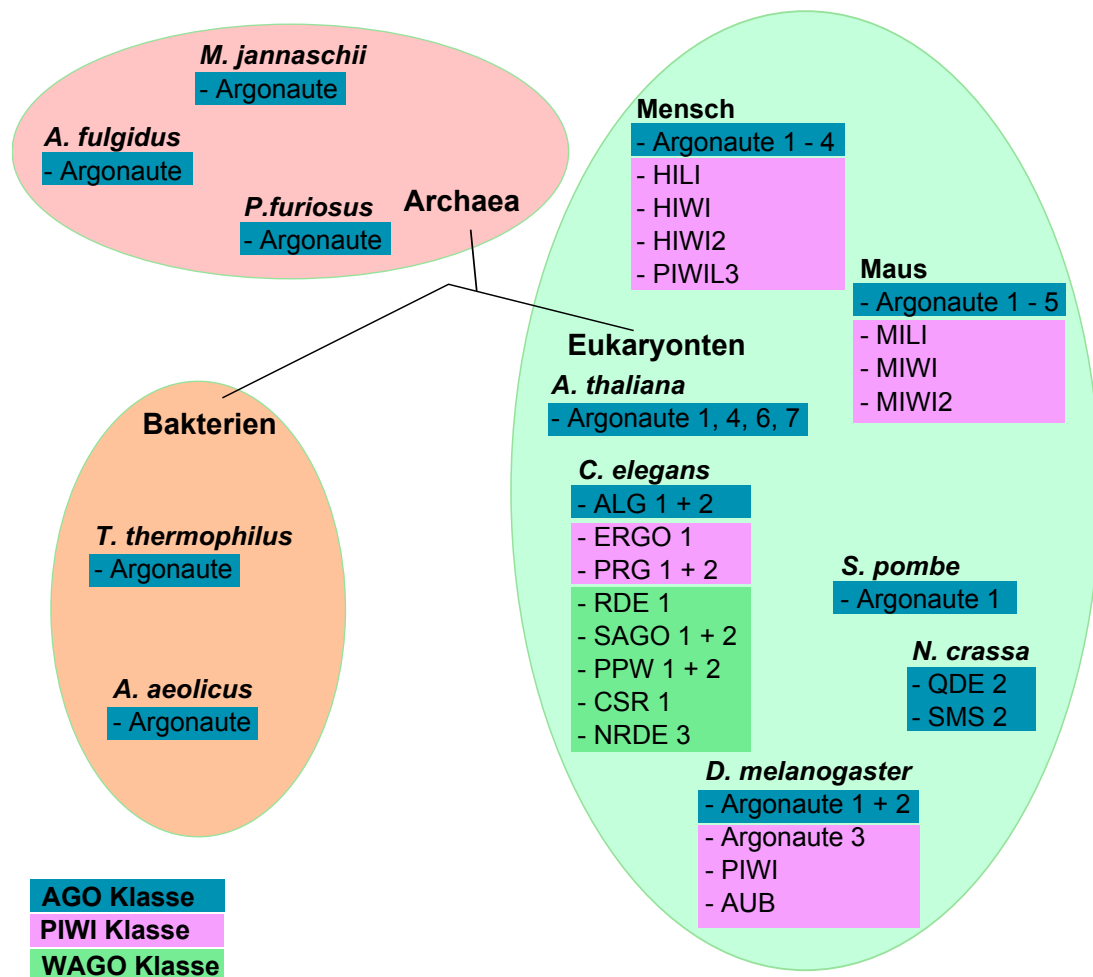 M. jannaschii
- Argonaute
A. fulgidus
- Argonaute
P.furiosus
- Argonaute
Archaea
Mensch
- Argonaute 1 - 4
- HILI
- HIWI
- HIWI2
- PIWIL3
Maus
- Argonaute 1 - 5
- MILI
- MIWI
- MIWI2
Eukaryonten
A. thaliana
- Argonaute 1, 4, 6, 7
C. elegans
- ALG 1 + 2
- ERGO 1
- PRG 1 + 2
- RDE 1
- SAGO 1 + 2
- PPW 1 + 2
- CSR 1
- NRDE 3
S. pombe
- Argonaute 1
N. crassa
- QDE 2
- SMS 2
D. melanogaster
- Argonaute 1 + 2
- Argonaute 3
- PIWI
- AUB
Bakterien
T. thermophilus
- Argonaute
A. aeolicus
- Argonaute
AGO Klasse
PIWI Klasse
WAGO Klasse